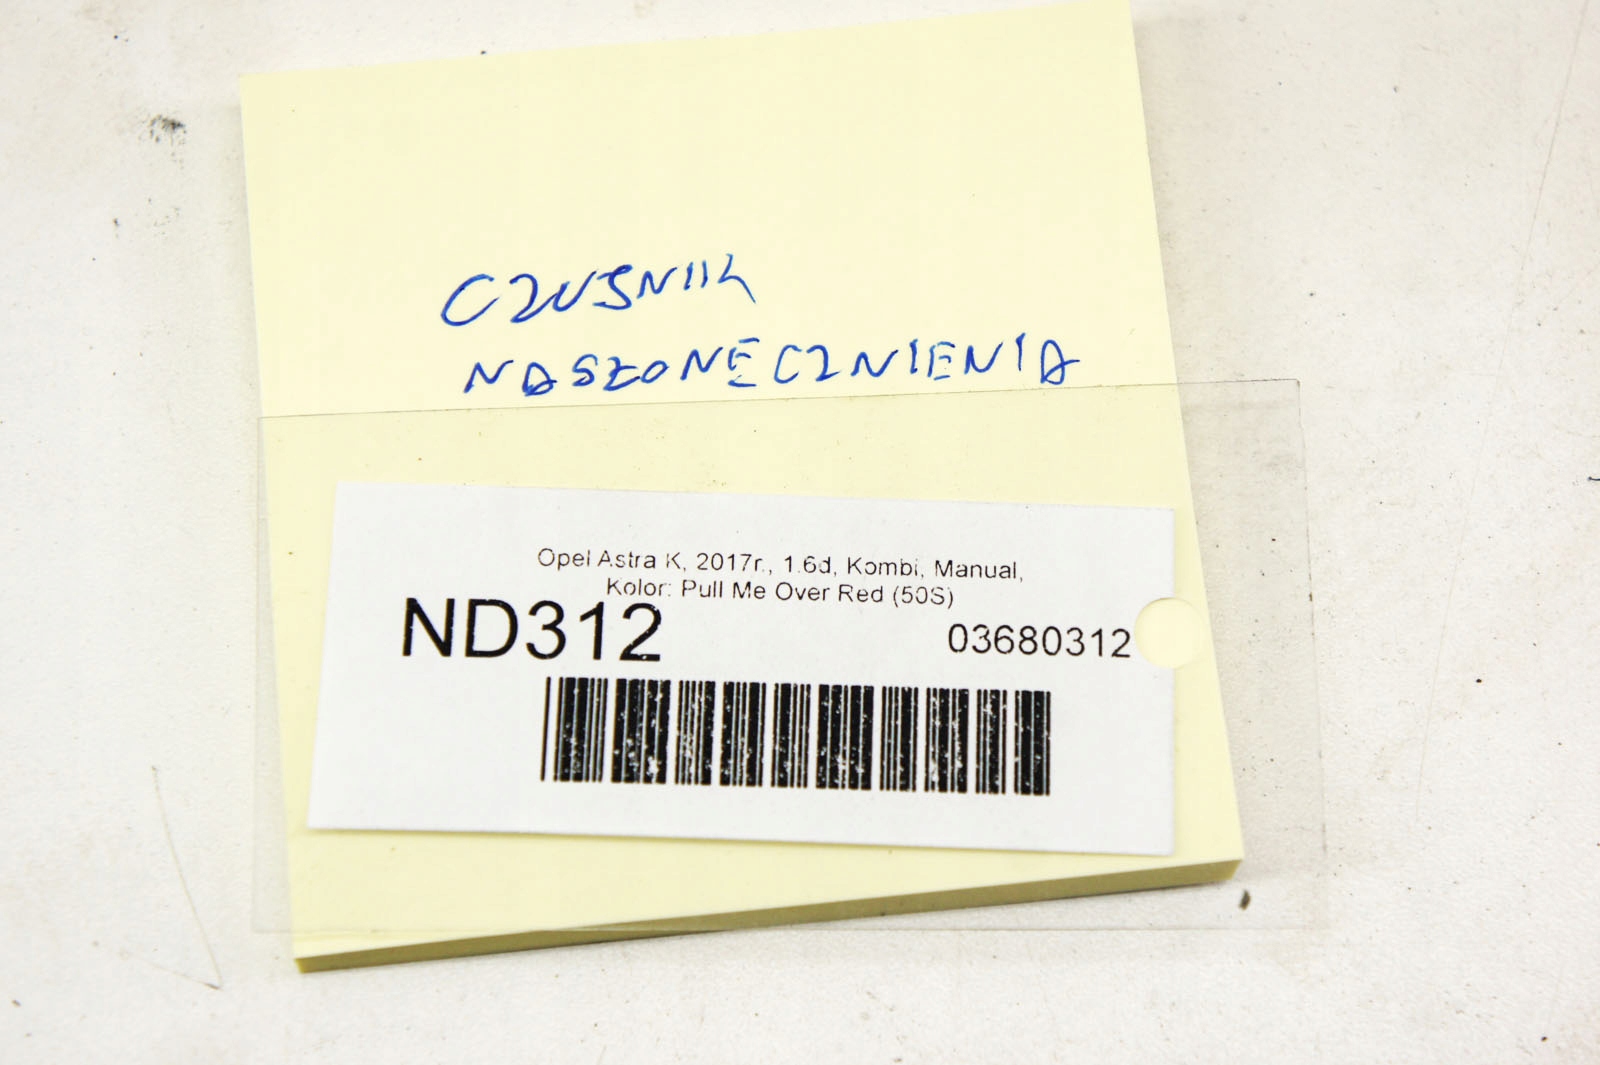 CZUJNIK
NASŁONECZNIENIA
Opel Astra K, 2017r., 1.6d, Kombi, Manual,
Kolor: Pull Me Over Red (50S)
ND312
03680312